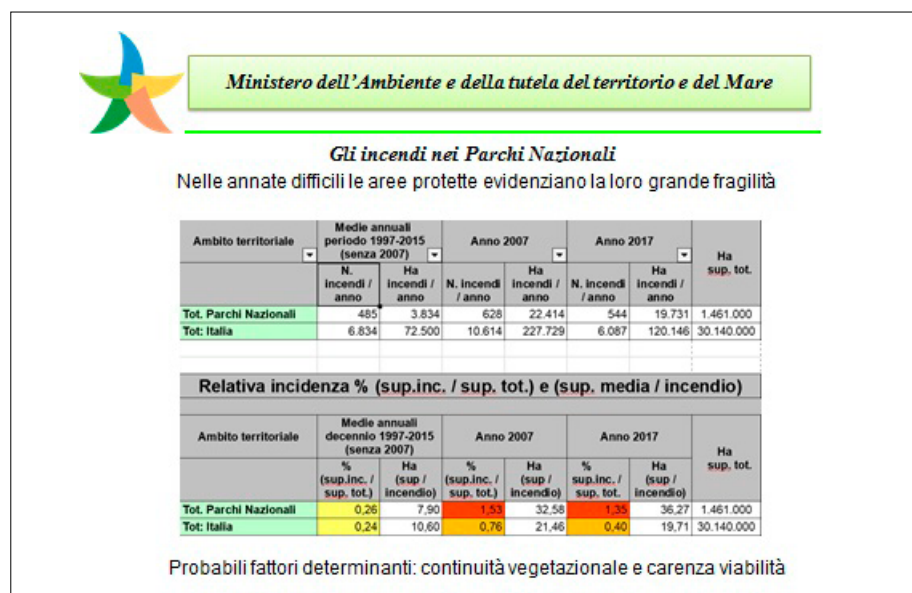 Ministero dell'Ambiente e della tutela del territorio e del Mare
Gli incendi nei Parchi Nazionali
Nelle annate difficili le aree protette evidenziano la loro grande fragilità
Ambito territoriale
Medie annuali
periodo 1997-2015
(senza 2007)
Anno 2007
Anno 2017
Ha
sup. tot.
N.
incendi /
anno
Ha
incendi /
anno
N. incendi
/ anno
Ha
incendi /
anno
N. incendi
/ anno
Ha
incendi /
anno
Tot. Parchi Nazionali 485 3.834 628 22.414 544 19.731 1.461.000
Tot: Italia 6.834 72.500 10.614 227.729 6.087 120.146 30.140.000
Relativa incidenza % (sup.inc. / sup. tot.) e (sup. media / incendio)
Ambito territoriale
Medie annuali
decennio 1997-2015
(senza 2007)
Anno 2007
Anno 2017
Ha
sup. tot.
%
(sup.inc. /
sup. tot.)
Ha
(sup /
incendio)
%
(sup.inc. /
sup. tot.)
Ha
(sup /
incendio)
%
sup.inc. /
sup. tot.
Ha
(sup /
incendio)
Tot. Parchi Nazionali 0,26 7,90 1,53 32,58 1,35 36,27 1.461.000
Tot: Italia 0,24 10,60 0,76 21,46 0,40 19,71 30.140.000
Probabili fattori determinanti: continuità vegetazionale e carenza viabilità